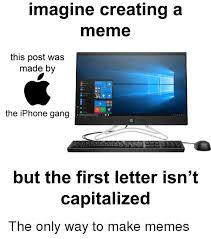 imagine creating a
meme
this post was
made by
the iPhone gang
but the first letter isn't
capitalized
The only way to make memes